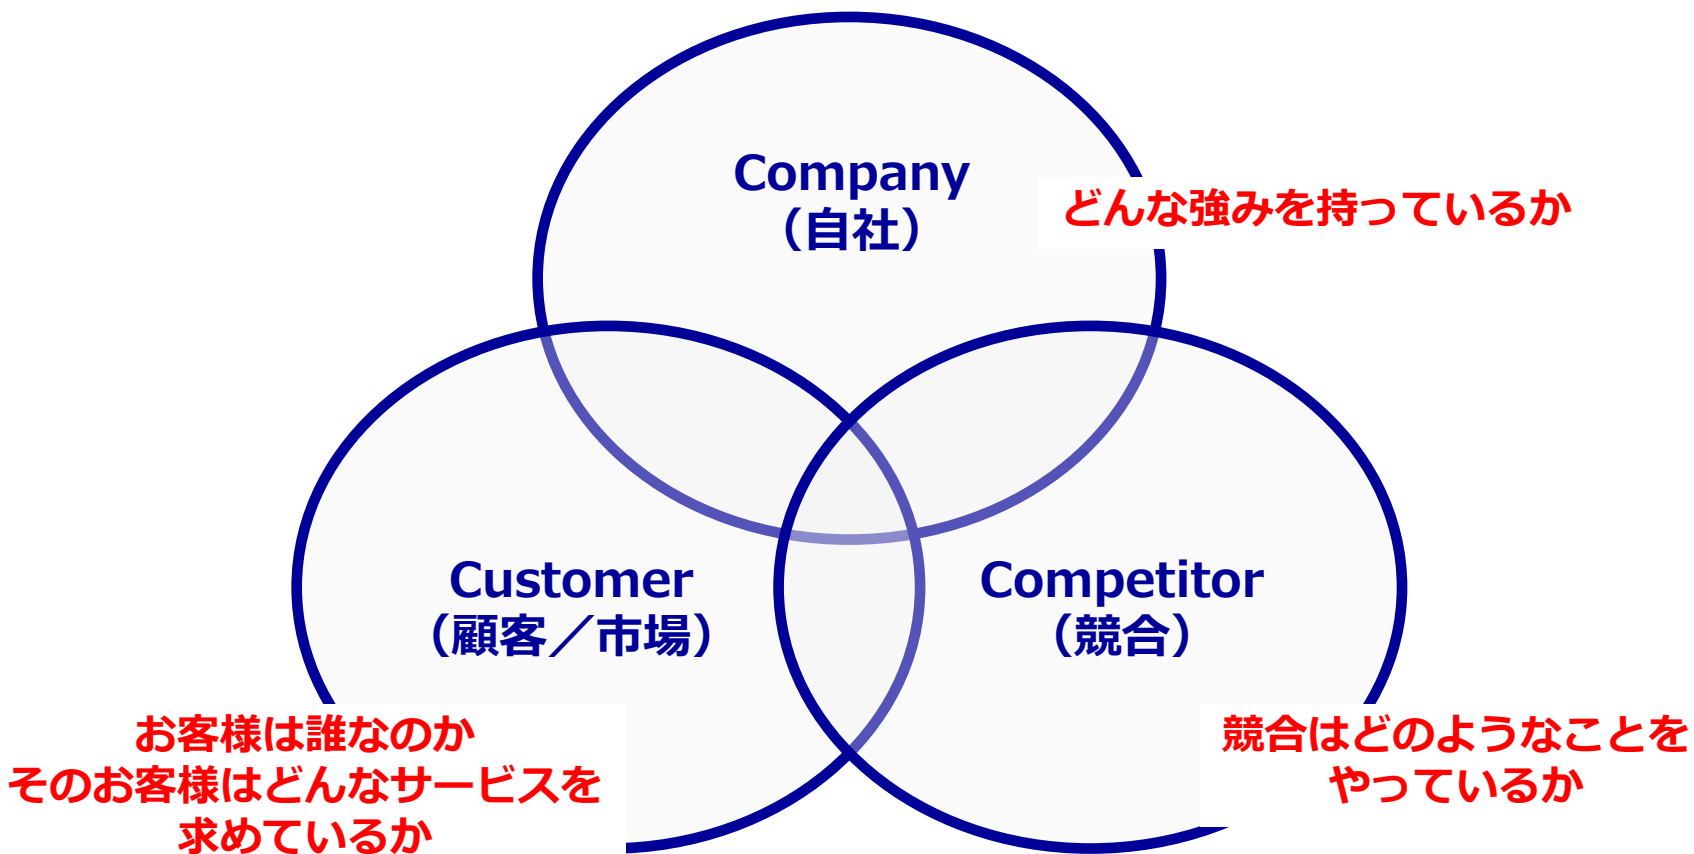 Company
（自社）
どんな強みを持っているか
Customer
（顧客／市場）
Competitor
（競合）
お客様は誰なのか
そのお客様はどんなサービスを
求めているか
競合はどのようなことを
やっているか